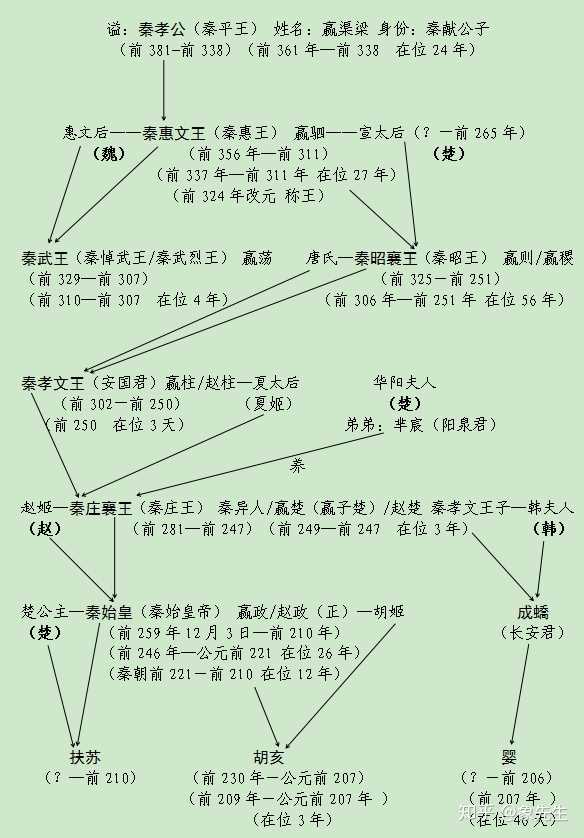 谥：秦孝公（秦平王） 姓名：嬴渠梁 身份：秦献公子
（前 381–前 338）（前 361 年—前 338 在位 24 年）
惠文后——秦惠文王（秦惠王） 嬴驷——宣太后（？－前 265 年）
（魏） （前 356 年—前 311） （楚）
（前 337 年—前 311 年 在位 27 年）
（前 324 年改元 称王）
秦武王（秦悼武王/秦武烈王） 嬴荡 唐氏—秦昭襄王（秦昭王） 嬴则/嬴稷
（前 329—前 307） （前 325－前 251）
（前 310—前 307 在位 4 年） （前 306 年—前 251 年 在位 56 年）
秦孝文王（安国君）嬴柱/赵柱—夏太后 华阳夫人
（前 302—前 250） （夏姬） （楚）
（前 250 在位 3 天） 弟弟：芈宸（阳泉君）
养
赵姬—秦庄襄王（秦庄王） 秦异人/嬴楚（嬴子楚）/赵楚 秦孝文王子—韩夫人
（赵） （前 281—前 247）（前 249—前 247 在位 3 年） （韩）
楚公主—秦始皇（秦始皇帝） 嬴政/赵政（正）—胡姬 成蟜
（楚） （前 259 年 12 月 3 日—前 210 年） （长安君）
（前 246 年—公元前 221 在位 26 年）
（秦朝前 221－前 210 在位 12 年）
扶苏 胡亥 婴
（？—前 210） （前 230 年－公元前 207） （？－前 206）
（前 209 年－公元前 207 年 ） （前 207 年 ）
（在位 3 年） （在位 46 天）
知乎 @象先生